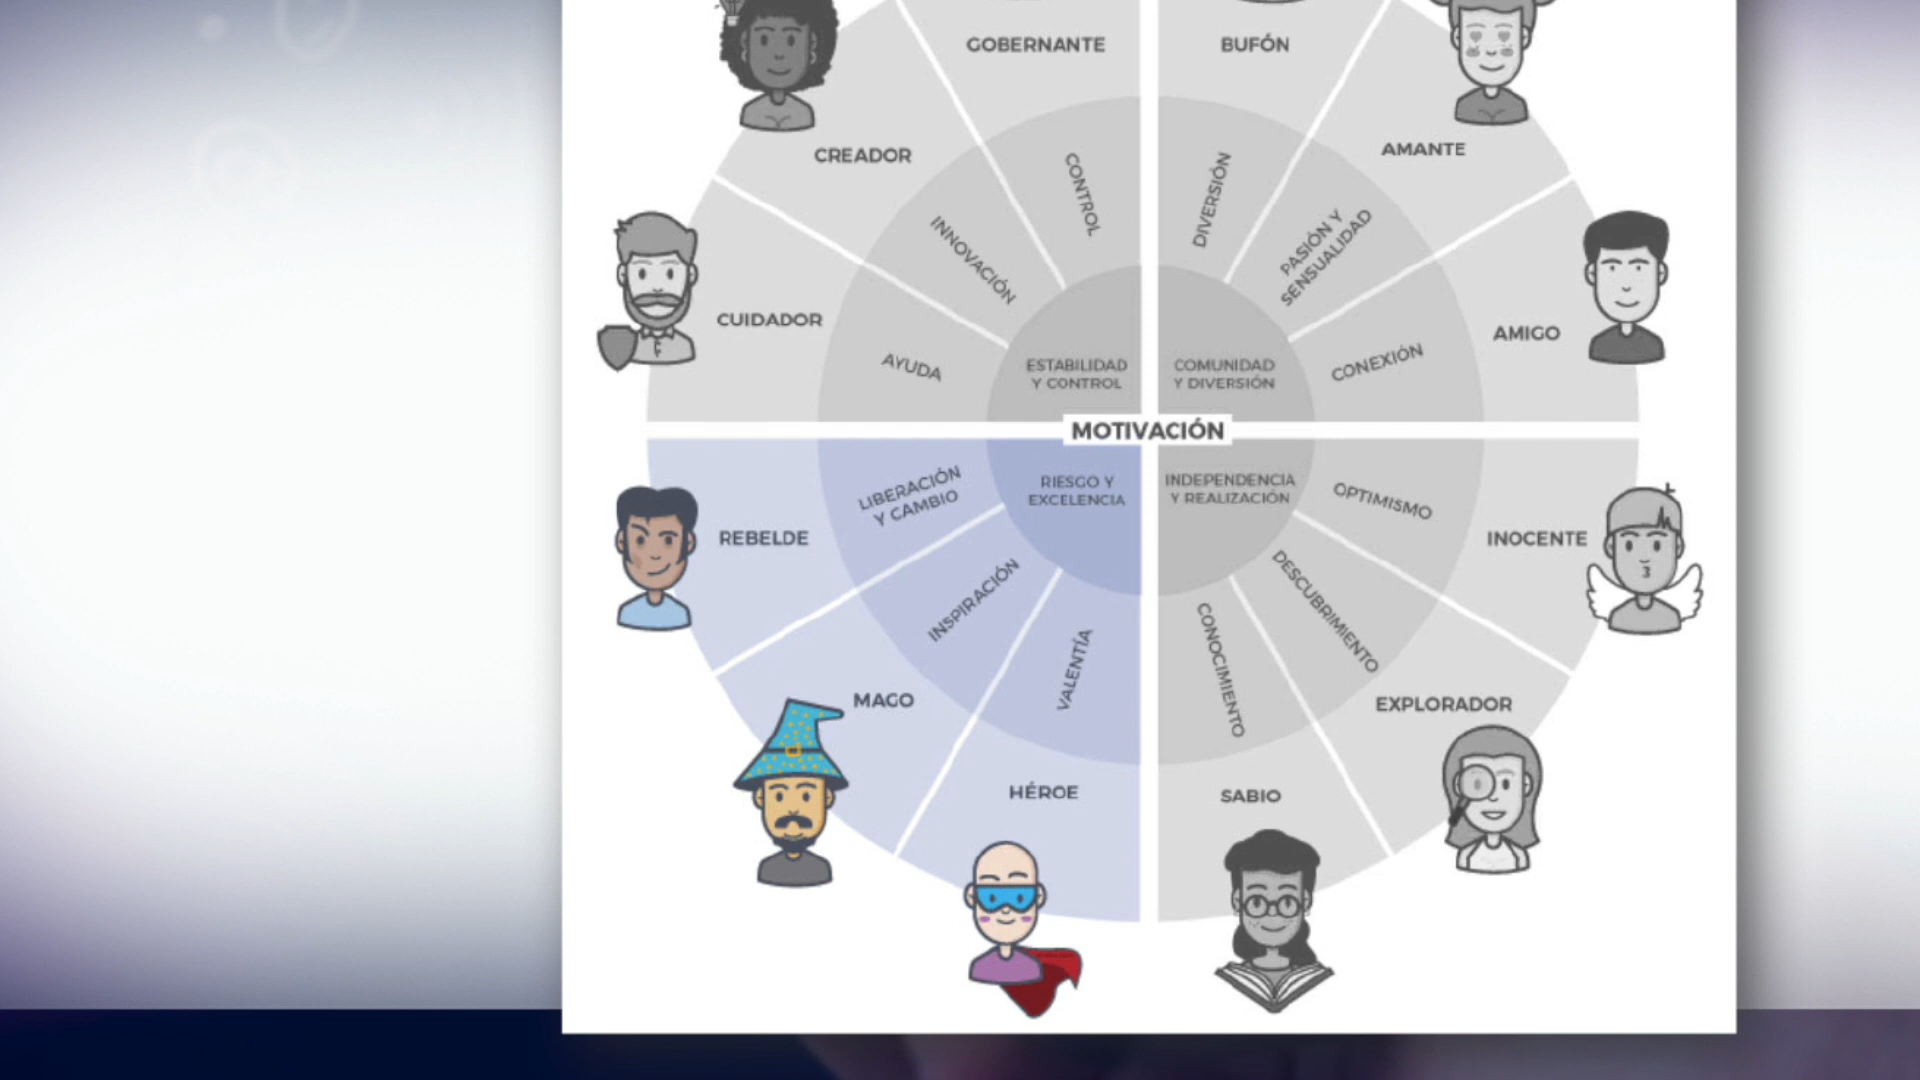 GOBERNANTE
BUFÓN
CREADOR
AMANTE
CONTROL
DIVERSIÓN
INNOVACIÓN
PASIÓN Y
SENSUALIDAD
CUIDADOR
AMIGO
AYUDA
CONEXIÓN
ESTABILIDAD
Y CONTROL
COMUNIDAD
Y DIVERSIÓN
MOTIVACIÓN
LIBERACIÓN
Y CAMBIO
RIESGO Y
EXCELENCIA
INDEPENDENCIA
Y REALIZACIÓN
OPTIMISMO
REBELDE
INOCENTE
INSPIRACIÓN
VALENTÍA
CONOCIMIENTO
DESCUBRIMIENTO
MAGO
EXPLORADOR
HÉROE
SABIO